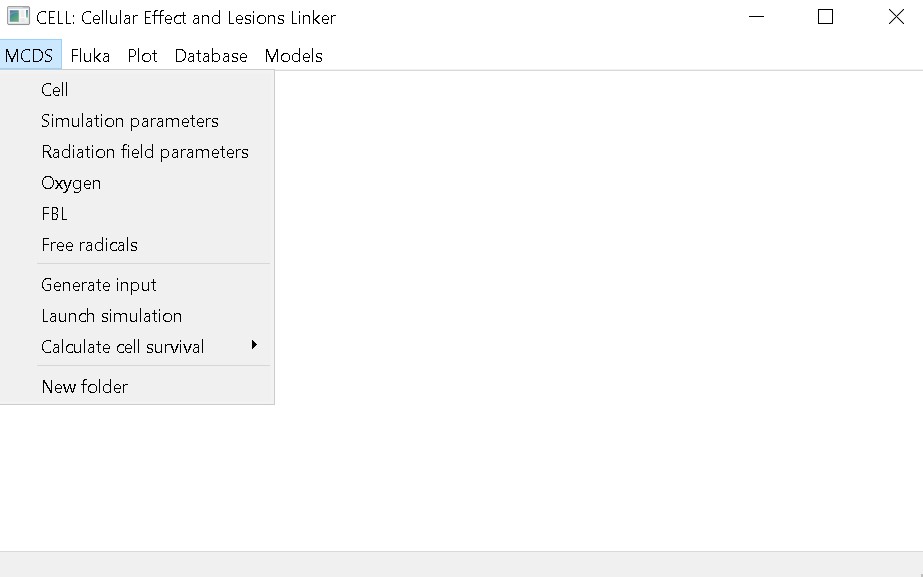 CELL: Cellular Effect and Lesions Linker
MCDS Fluka Plot Database Models
Cell
Simulation parameters
Radiation field parameters
Oxygen
FBL
Free radicals
Generate input
Launch simulation
Calculate cell survival
New folder